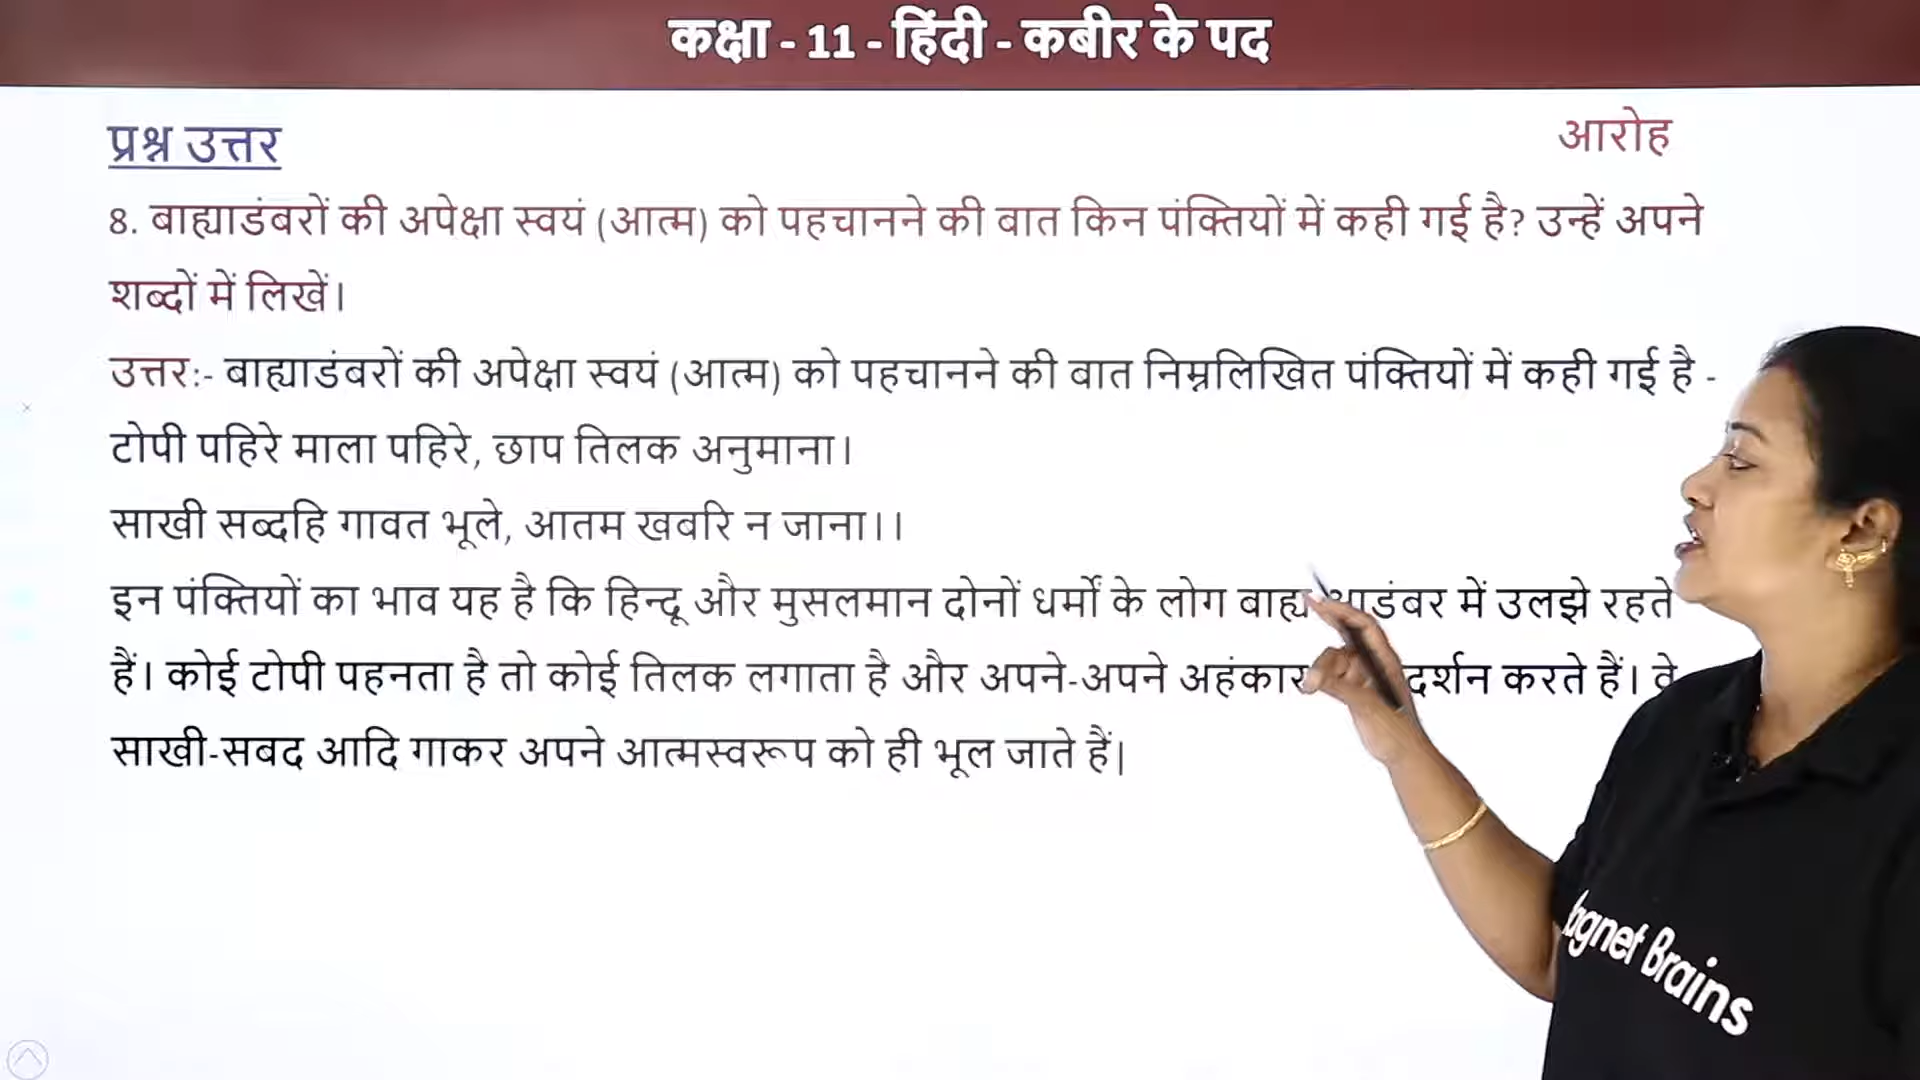 कक्षा - 11 - हिंदी - कबीर के पद
प्रश्न उत्तर
आरोह
8. बाह्याडंबरों की अपेक्षा स्वयं (आत्म) को पहचानने की बात किन पंक्तियों में कही गई है? उन्हें अपने
शब्दों में लिखें।
उत्तर:- बाह्याडंबरों की अपेक्षा स्वयं (आत्म) को पहचानने की बात निम्नलिखित पंक्तियों में कही गई है -
टोपी पहिरे माला पहिरे, छाप तिलक अनुमाना।
साखी सब्दहि गावत भूले, आतम खबरि न जाना।।
इन पंक्तियों का भाव यह है कि हिन्दू और मुसलमान दोनों धर्मों के लोग बाह्य आडंबर में उलझे रहते
हैं। कोई टोपी पहनता है तो कोई तिलक लगाता है और अपने-अपने अहंकार दर्शन करते हैं। वे
साखी-सबद आदि गाकर अपने आत्मस्वरूप को ही भूल जाते हैं|
agnet Brains